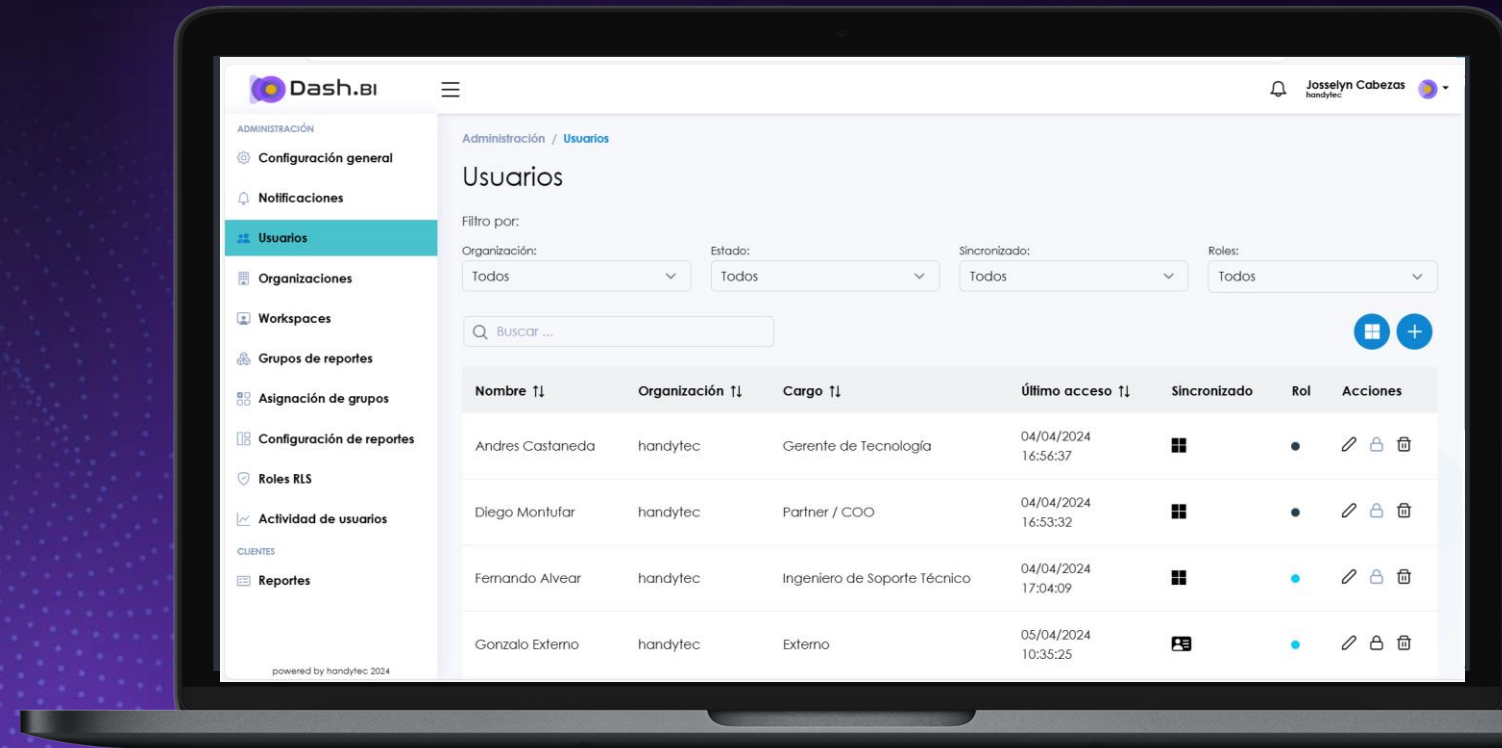 Dash.BI
Josselyn Cabezas
handytec
ADMINISTRACIÓN
Configuración general
Notificaciones
Usuarios
Organizaciones
Workspaces
Grupos de reportes
Asignación de grupos
Configuración de reportes
Roles RLS
Actividad de usuarios
CLIENTES
Reportes
powered by handytec 2024
Administración / Usuarios
Usuarios
Filtro por:
Organización: Estado: Sincronizado: Roles:
Todos Todos Todos Todos
Buscar ...
Nombre Organización Cargo Último acceso Sincronizado Rol Acciones
Andres Castaneda handytec Gerente de Tecnología 04/04/2024
16:56:37
Diego Montufar handytec Partner / COO 04/04/2024
16:53:32
Fernando Alvear handytec Ingeniero de Soporte Técnico 04/04/2024
17:04:09
Gonzalo Externo handytec Externo 05/04/2024
10:35:25